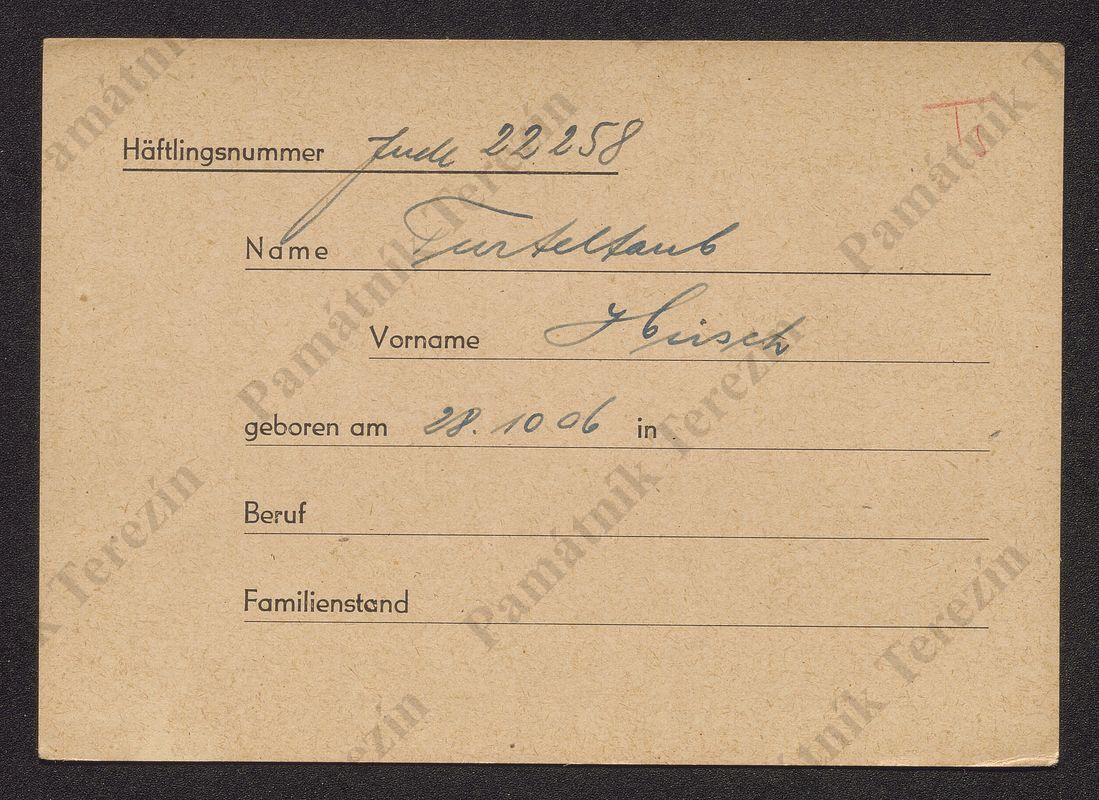 Häftlingsnummer Jude 22258
Name Turteltaub
Vorname Hirsch
geboren am 28.10 06 in
Beruf
Familienstand
Památník Terezín